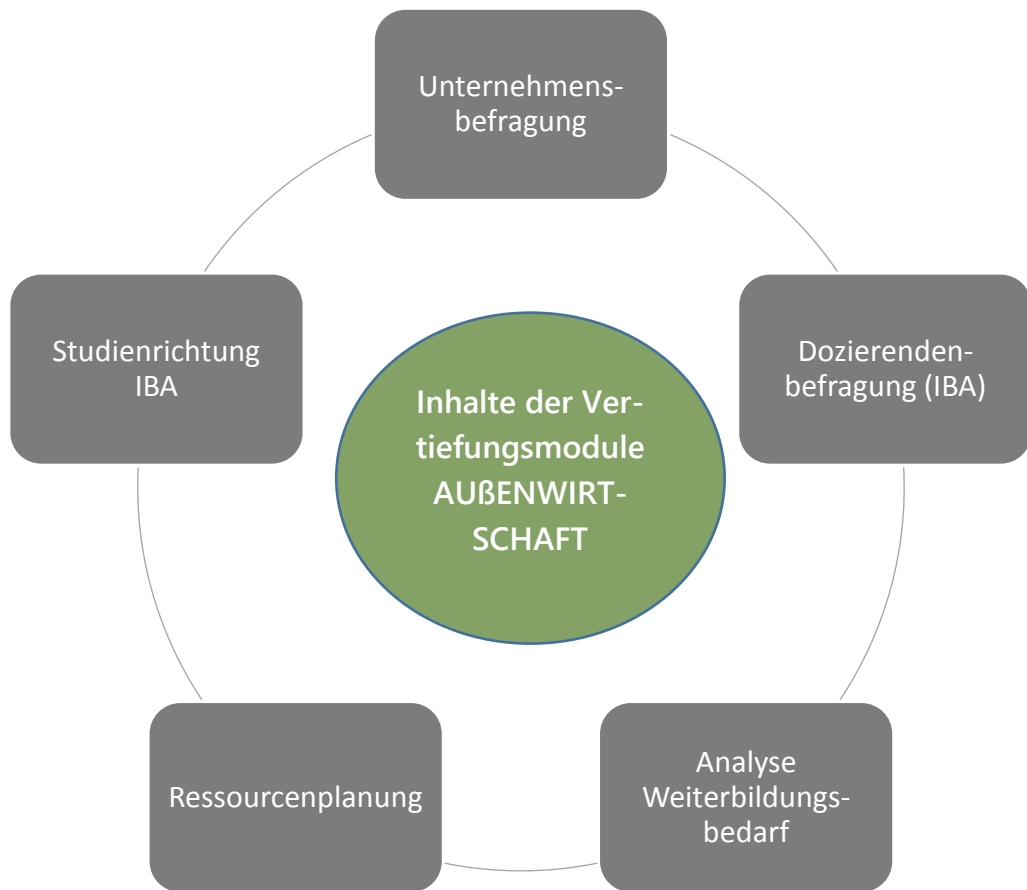 Unternehmens-
befragung
Studienrichtung
IBA
Dozierenden-
befragung (IBA)
Inhalte der Ver-
tiefungsmodule
AUßENWIRT-
SCHAFT
Ressourcenplanung
Analyse
Weiterbildungs-
bedarf